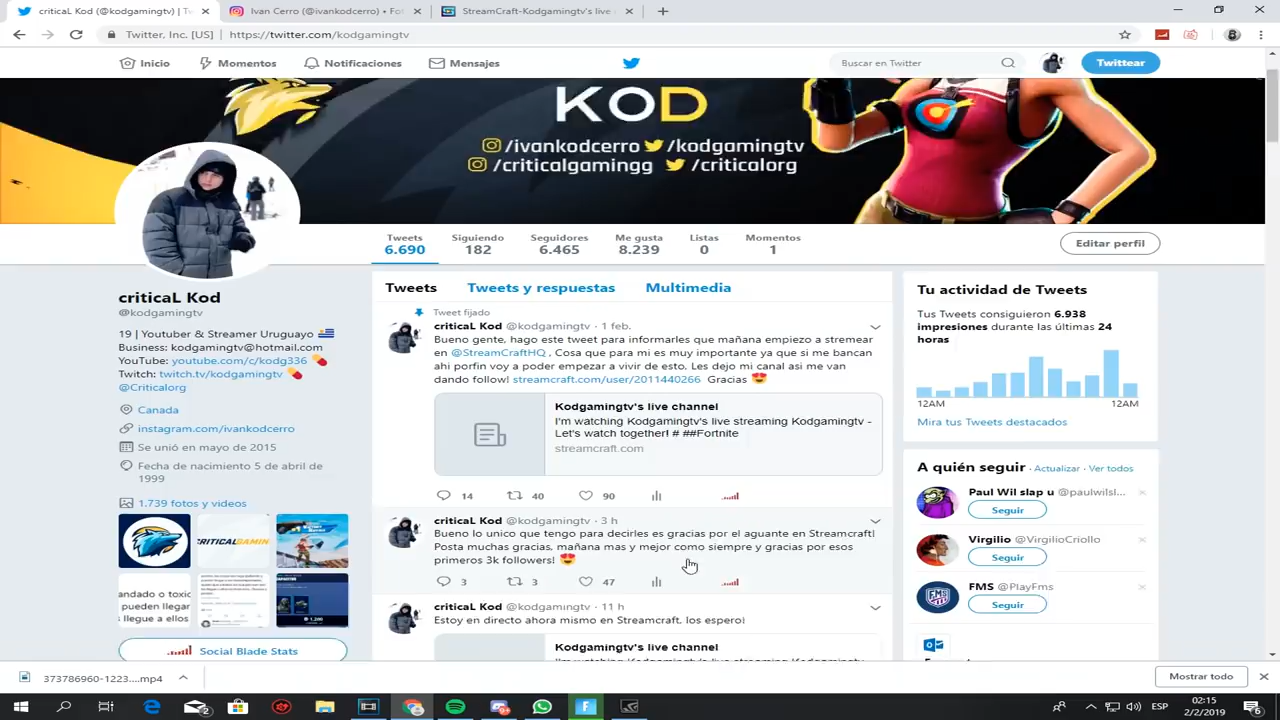 criticaL Kod (@kodgamingtv) | Tw
Ivan Cerro (@ivankodcerro) • Fot
StreamCraft-Kodgamingtv's live c
Twitter, Inc. [US] | https://twitter.com/kodgamingtv
Inicio
Momentos
Notificaciones
Mensajes
Buscar en Twitter
Twittear
KOD
/ivankodcerro /kodgamingtv
/criticalgamingg /criticalorg
Tweets
6.690
Siguiendo
182
Seguidores
6.465
Me gusta
8.239
Listas
0
Momentos
1
Editar perfil
criticaL Kod
@kodgamingtv
19 | Youtuber & Streamer Uruguayo
Business: kodgamingtv@hotmail.com
YouTube: youtube.com/c/kodg336
Twitch: twitch.tv/kodgamingtv
@Criticalorg
Canada
instagram.com/ivankodcerro
Se unió en mayo de 2015
Fecha de nacimiento 5 de abril de
1999
1.739 fotos y videos
CRITICALGAMIN
andado o toxic
pueden llegar
llegue a ellos
Social Blade Stats
Tweets
Tweets y respuestas
Multimedia
Tweet fijado
criticaL Kod @kodgamingtv · 1 feb.
Bueno gente, hago este tweet para informarles que mañana empiezo a stremear
en @StreamCraftHQ , Cosa que para mi es muy importante ya que si me bancan
ahi porfin voy a poder empezar a vivir de esto. Les dejo mi canal asi me van
dando follow! streamcraft.com/user/2011440266 Gracias
Kodgamingtv's live channel
I'm watching Kodgamingtv's live streaming Kodgamingtv -
Let's watch together! # ##Fortnite
streamcraft.com
14
40
90
criticaL Kod @kodgamingtv · 3 h
Bueno lo unico que tengo para decirles es gracias por el aguante en Streamcraft!
Posta muchas gracias, mañana mas y mejor como siempre y gracias por esos
primeros 3k followers!
3
47
criticaL Kod @kodgamingtv · 11 h
Estoy en directo ahora mismo en Streamcraft, los espero!
Kodgamingtv's live channel
Tu actividad de Tweets
Tus Tweets consiguieron 6.938
impresiones durante las últimas 24
horas
12AM
12AM
Mira tus Tweets destacados
A quién seguir · Actualizar · Ver todos
Paul Wil slap u @paulwilsl...
Seguir
Virgilio @VirgilioCriollo
Seguir
FMS @PlayFms
Seguir
373786960-1223....mp4
Mostrar todo
ESP
02:15
2/2/2019